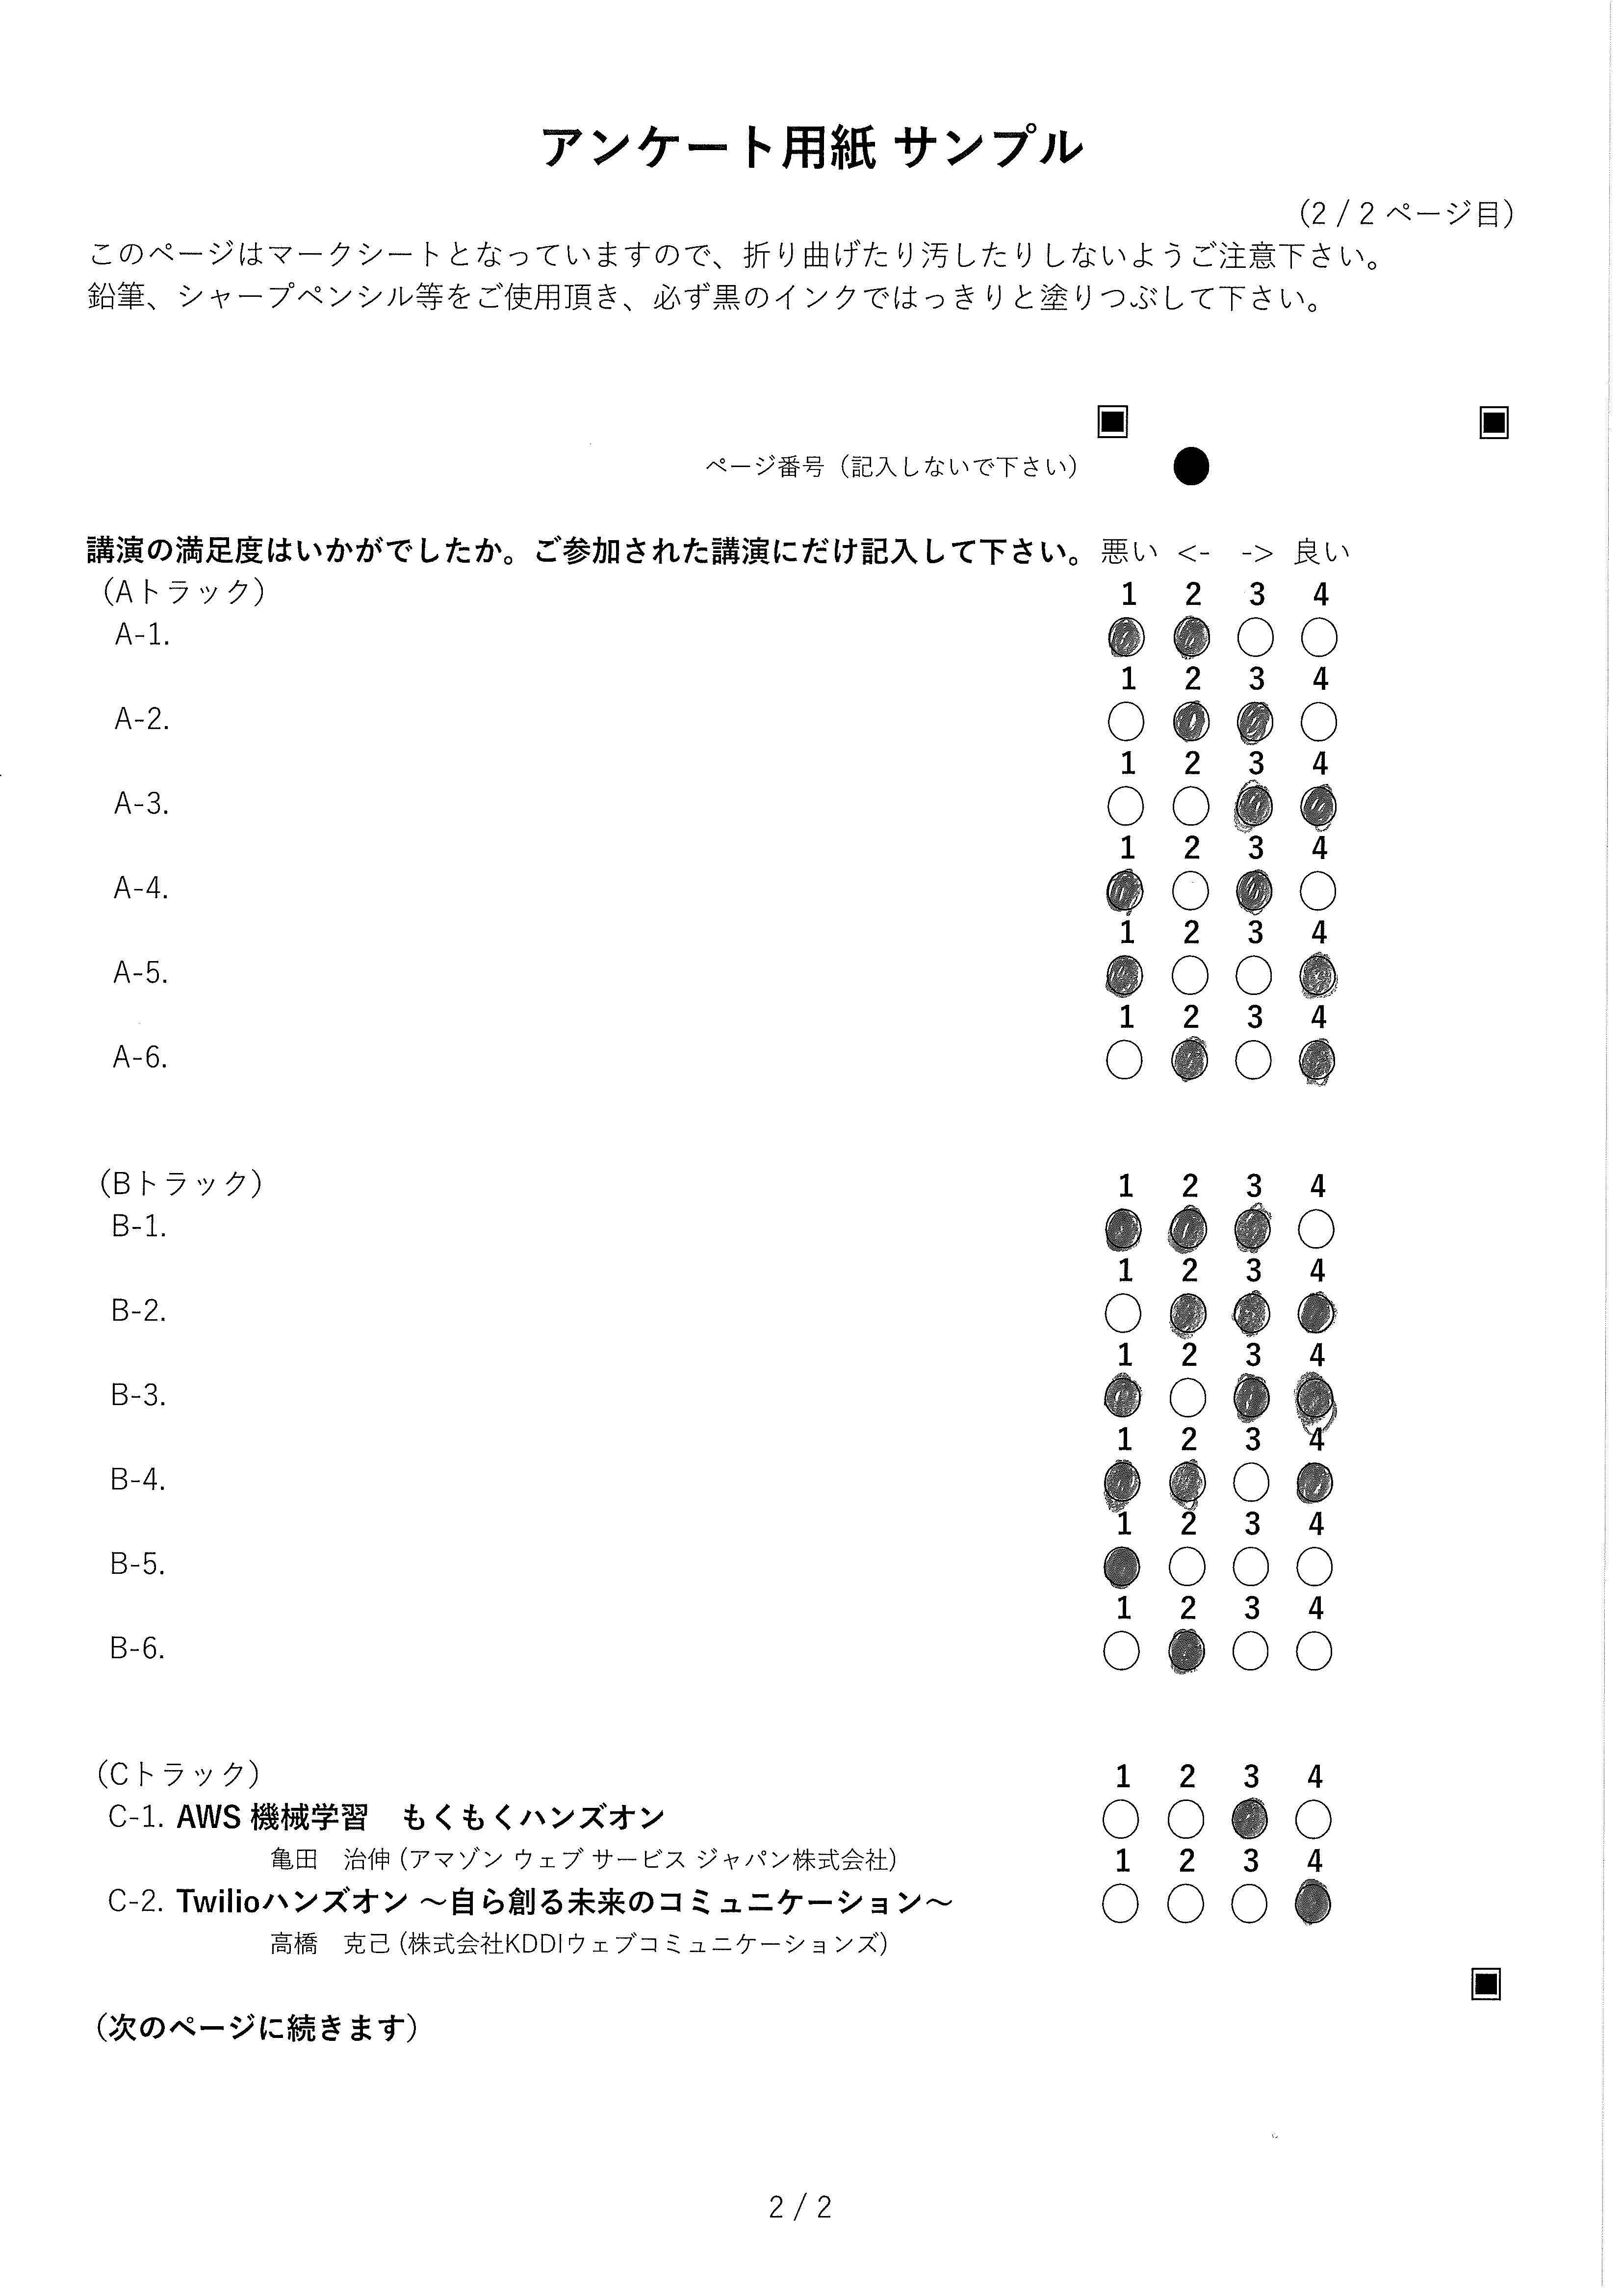 アンケート用紙 サンプル
（2 / 2 ページ目）
このページはマークシートとなっていますので、折り曲げたり汚したりしないようご注意下さい。
鉛筆、シャープペンシル等をご使用頂き、必ず黒のインクではっきりと塗りつぶして下さい。
ページ番号（記入しないで下さい）
講演の満足度はいかがでしたか。ご参加された講演にだけ記入して下さい。 悪い <- -> 良い
（Aトラック） 1 2 3 4
A-1.
1 2 3 4
A-2.
1 2 3 4
A-3.
1 2 3 4
A-4.
1 2 3 4
A-5.
1 2 3 4
A-6.
（Bトラック） 1 2 3 4
B-1.
1 2 3 4
B-2.
1 2 3 4
B-3.
1 2 3 4
B-4.
1 2 3 4
B-5.
1 2 3 4
B-6.
（Cトラック） 1 2 3 4
C-1. AWS 機械学習　もくもくハンズオン
亀田　治伸 (アマゾン ウェブ サービス ジャパン株式会社) 1 2 3 4
C-2. Twilioハンズオン ～自ら創る未来のコミュニケーション～
高橋　克己 (株式会社KDDIウェブコミュニケーションズ)
（次のページに続きます）
2 / 2